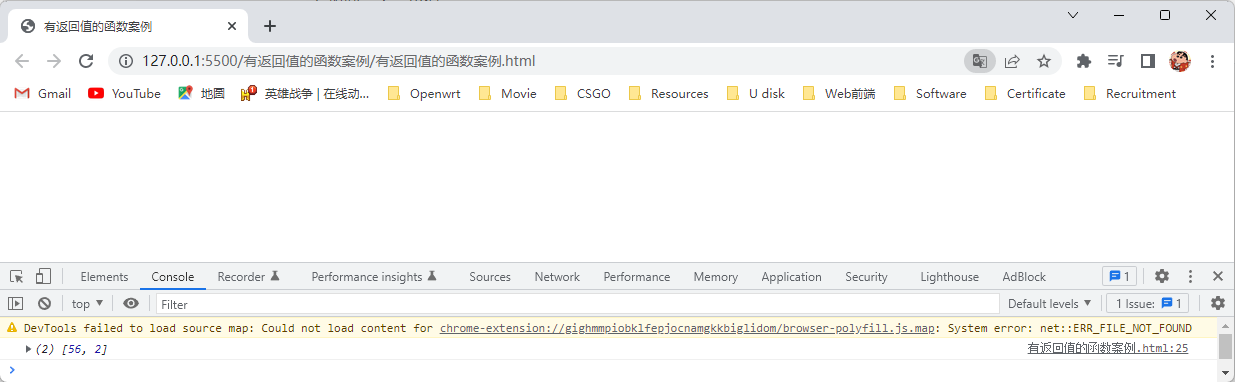 有返回值的函数案例
127.0.0.1:5500/有返回值的函数案例/有返回值的函数案例.html
Gmail YouTube 地图 英雄战争 | 在线动... Openwrt Movie CSGO Resources U disk Web前端 Software Certificate Recruitment
Elements Console Recorder Performance insights Sources Network Performance Memory Application Security Lighthouse AdBlock 1
top Filter Default levels 1 Issue: 1
DevTools failed to load source map: Could not load content for chrome-extension://gighmmpiobklfepjocnamgkkbiglidom/browser-polyfill.js.map: System error: net::ERR_FILE_NOT_FOUND
(2) [56, 2] 有返回值的函数案例.html:25